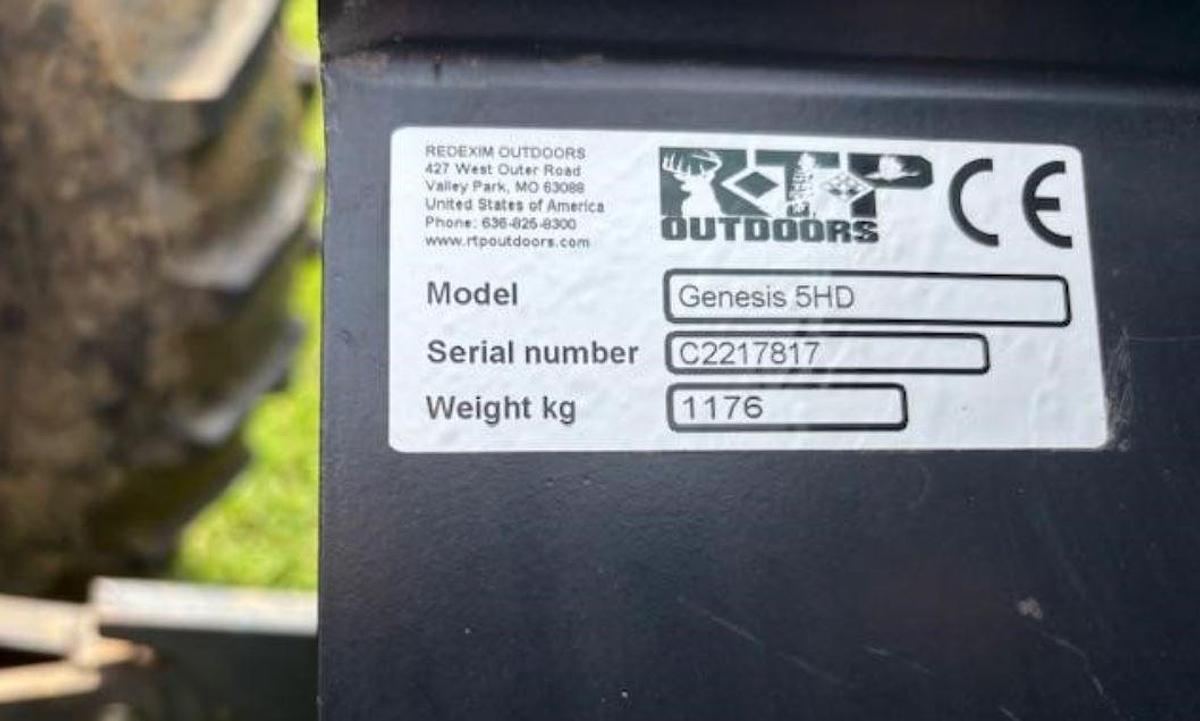 REDEXIM OUTDOORS
427 West Outer Road
Valley Park, MO 63088
United States of America
Phone: 636-825-8300
www.rtpoutdoors.com
RTP
OUTDOORS
CE
Model Genesis 5HD
Serial number C2217817
Weight kg 1176